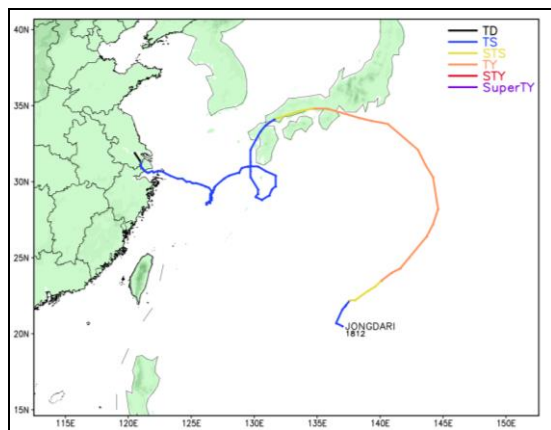 40N
TD
TS
STS
TY
STY
SuperTY
35N
30N
25N
20N
JONGDARI
1812
15N
115E 120E 125E 130E 135E 140E 145E 150E